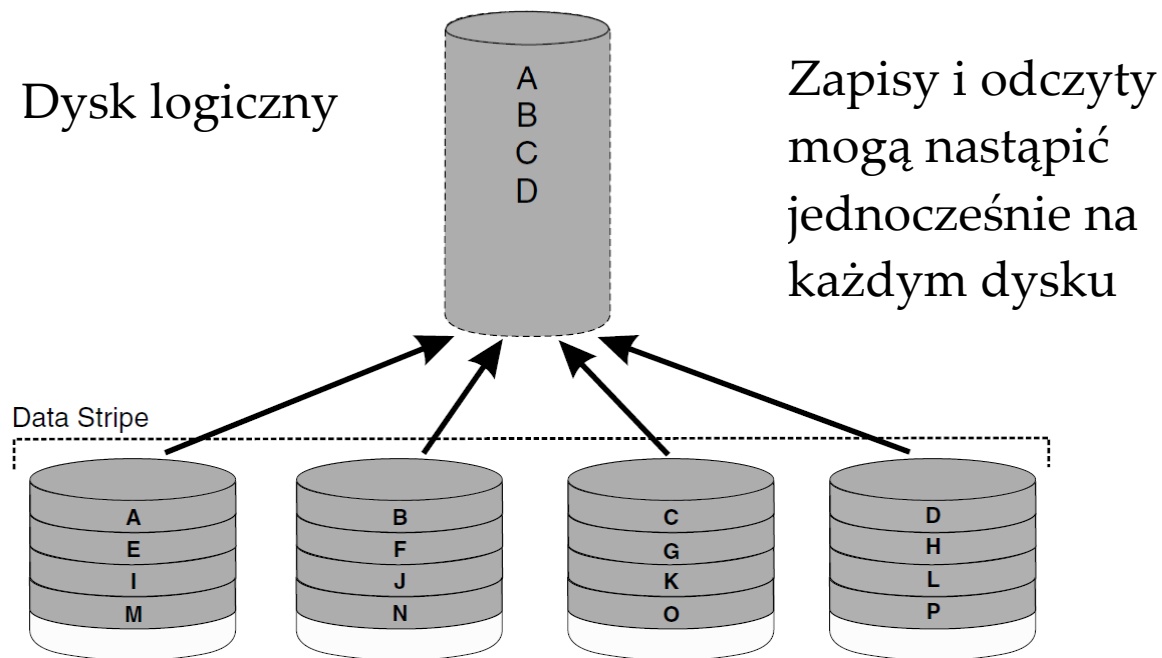 Dysk logiczny
A
B
C
D
Zapisy i odczyty
mogą nastąpić
jednocześnie na
każdym dysku
Data Stripe
A
E
I
M
B
F
J
N
C
G
K
O
D
H
L
P